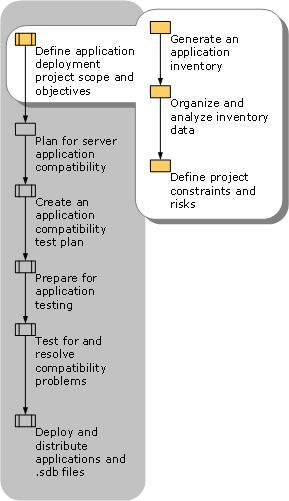 Define application
deployment
project scope and
objectives
Plan for server
application
compatibility
Create an
application
compatibility
test plan
Prepare for
application
testing
Test for and
resolve
compatibility
problems
Deploy and
distribute
applications and
.sdb files
Generate an
application
inventory
Organize and
analyze inventory
data
Define project
constraints and
risks